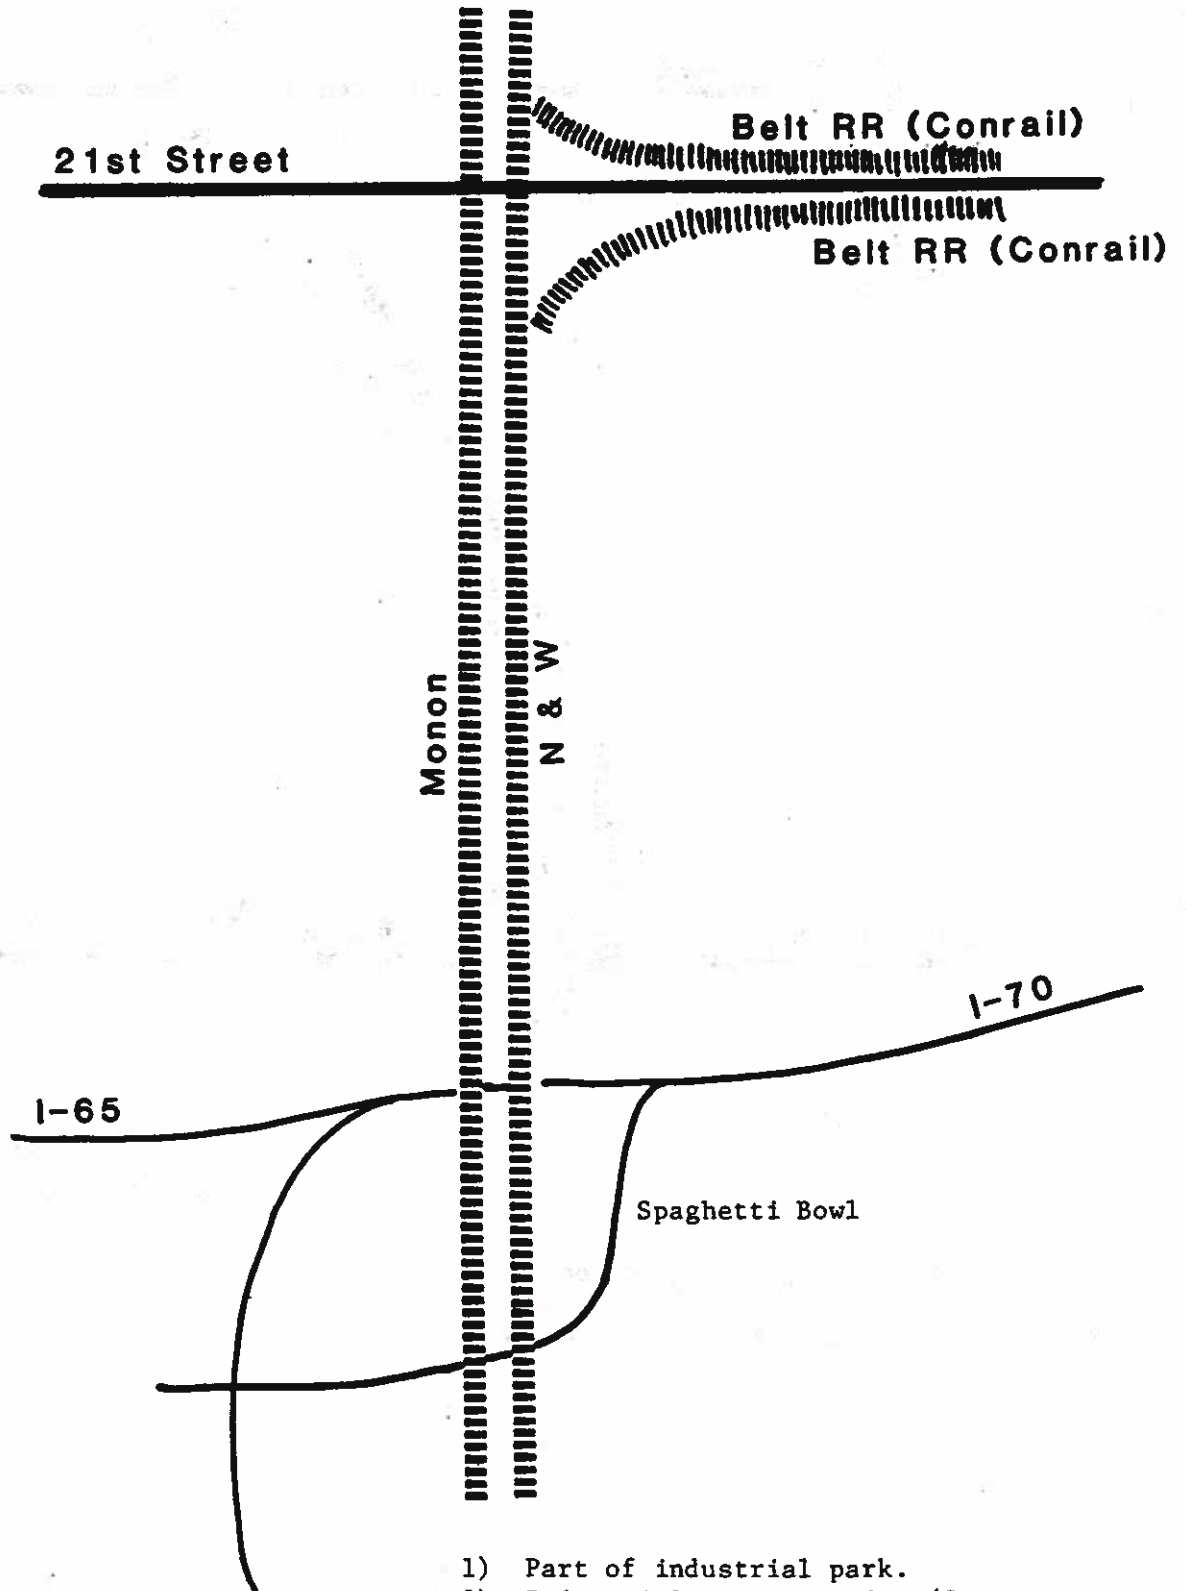 Belt RR (Conrail)
21st Street
Belt RR (Conrail)
Monon
N & W
I-70
I-65
Spaghetti Bowl
1) Part of industrial park.